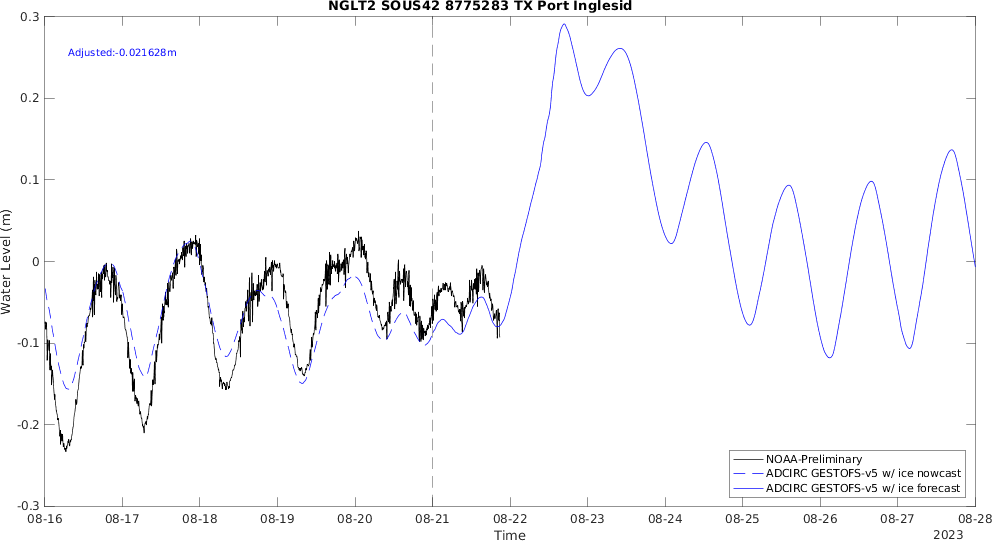 NGLT2 SOUS42 8775283 TX Port Inglesid
Adjusted:-0.021628m
Water Level (m)
0.3
0.2
0.1
0
-0.1
-0.2
-0.3
NOAA-Preliminary
ADCIRC GESTOFS-v5 w/ ice nowcast
ADCIRC GESTOFS-v5 w/ ice forecast
08-16 08-17 08-18 08-19 08-20 08-21 08-22 08-23 08-24 08-25 08-26 08-27 08-28
Time
2023